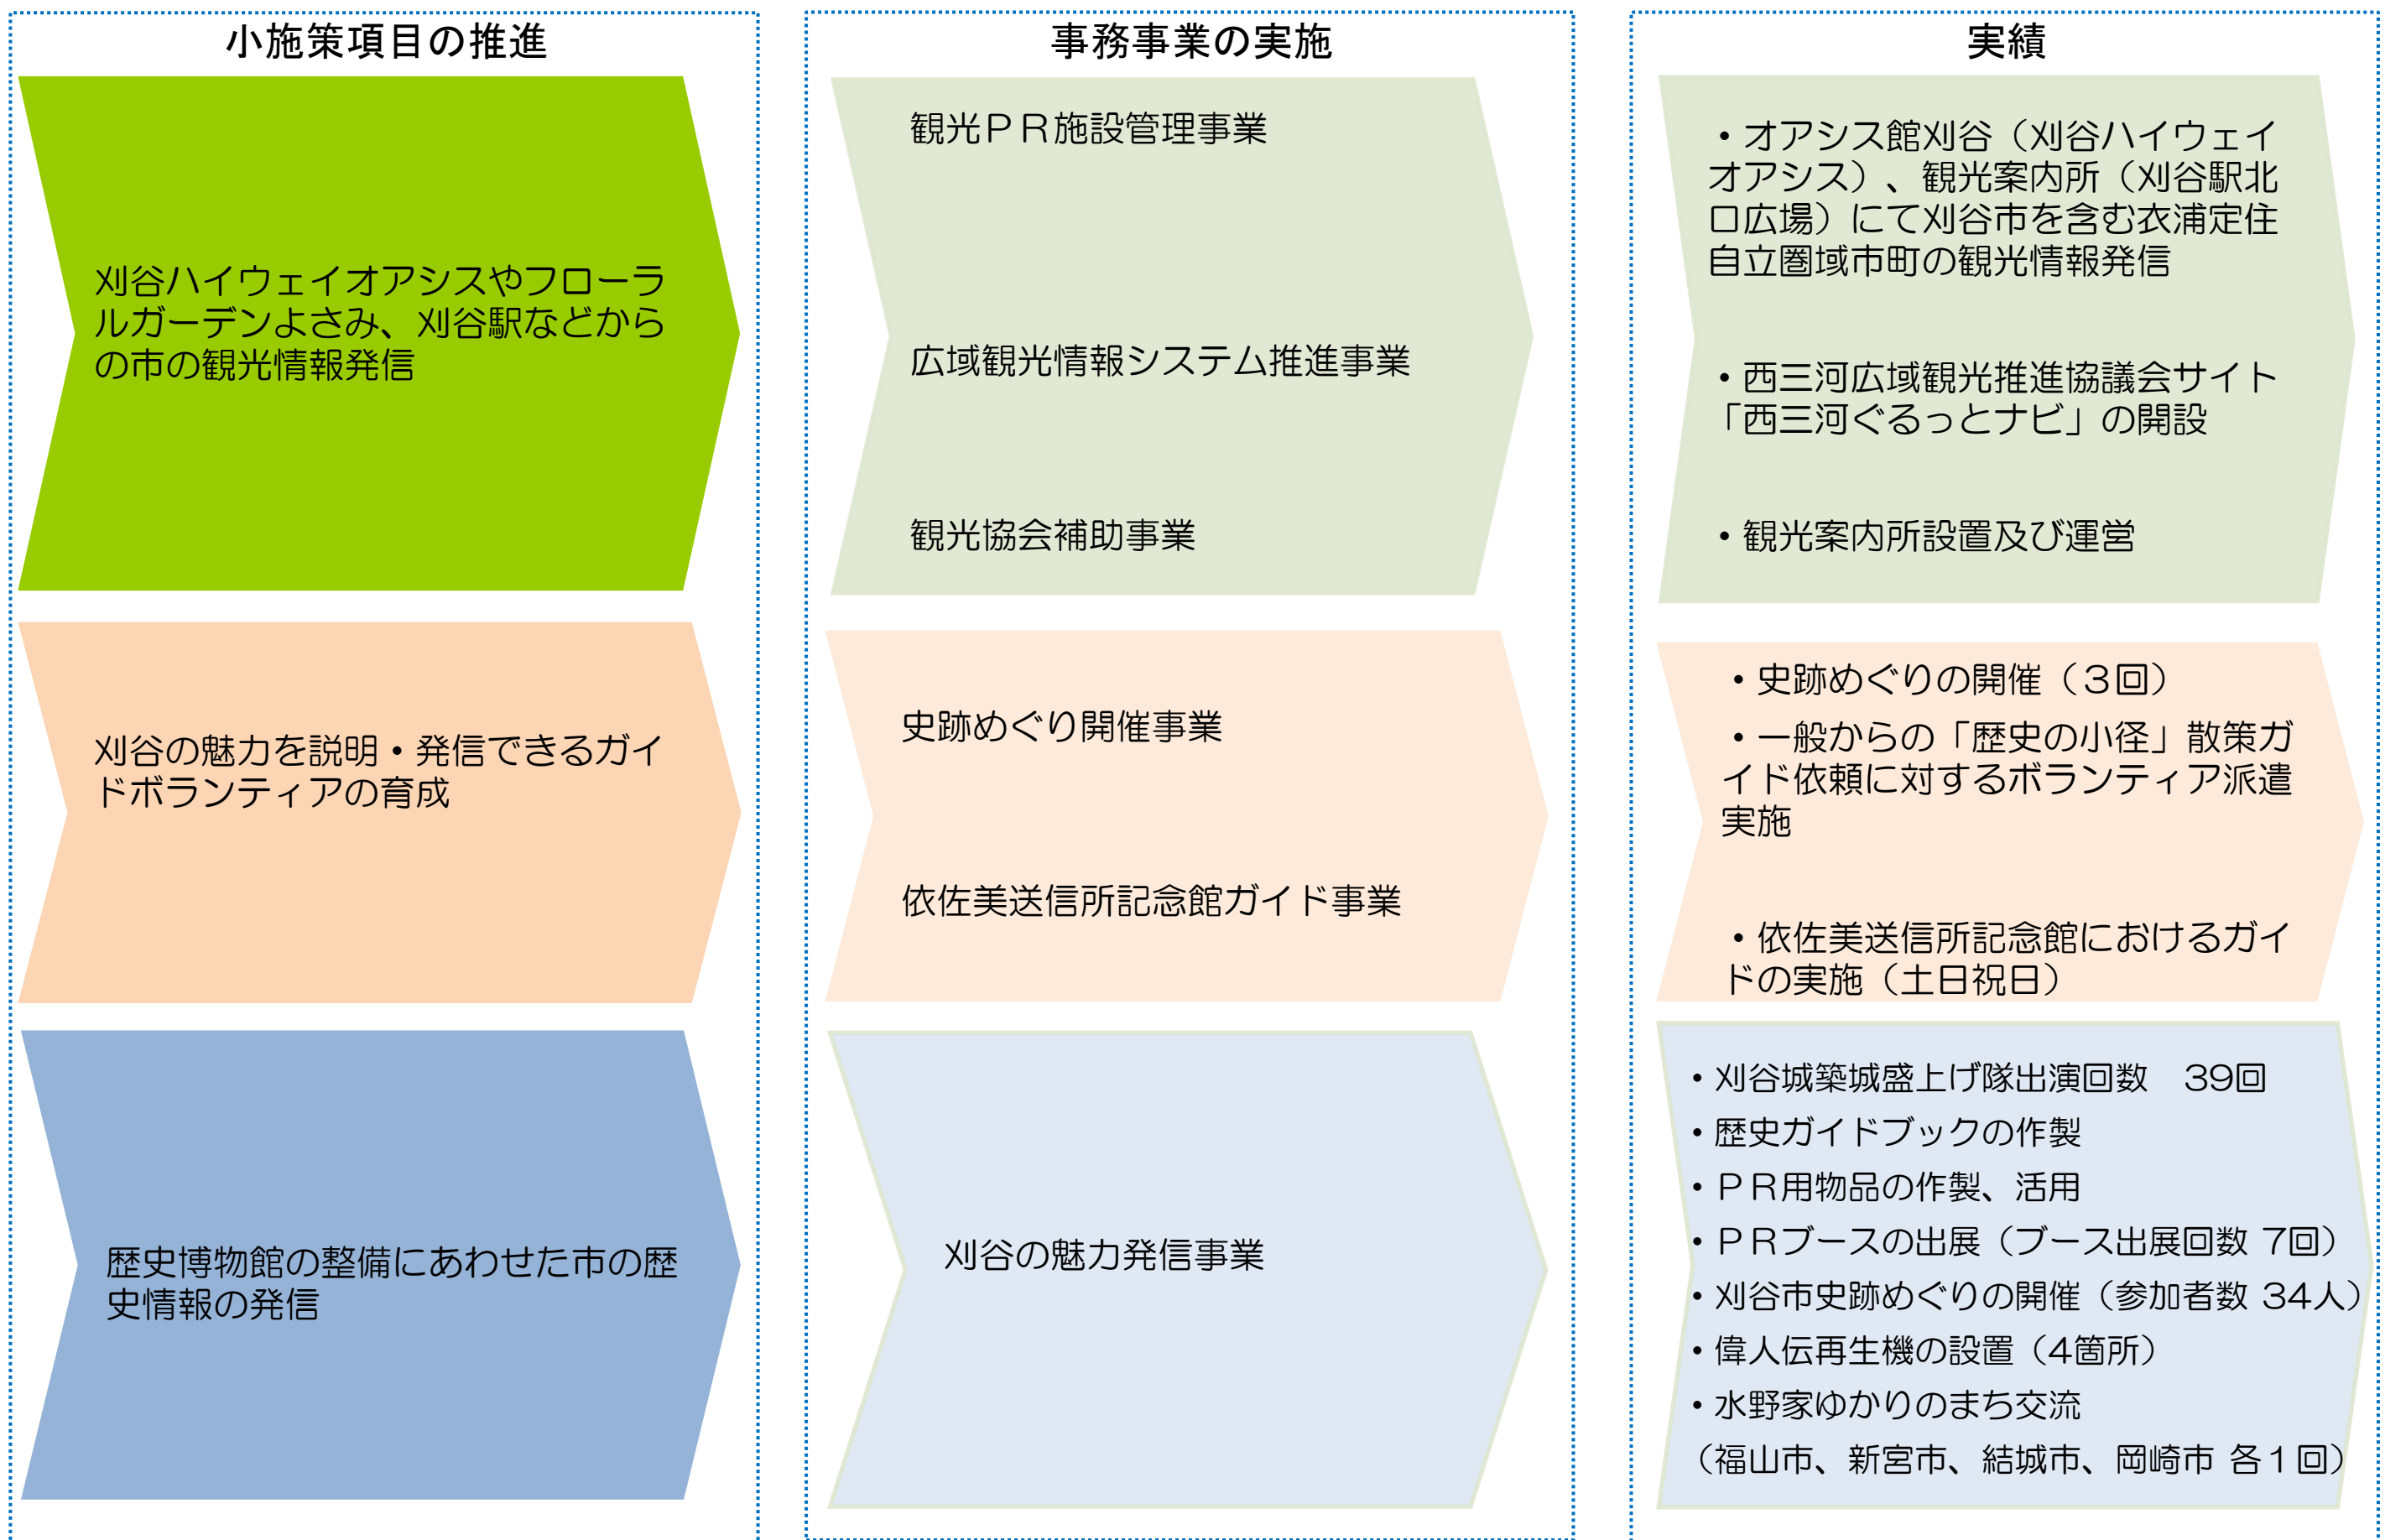 小施策項目の推進
刈谷ハイウェイオアシスやフローラ
ルガーデンよさみ、刈谷駅などから
の市の観光情報発信
刈谷の魅力を説明・発信できるガイ
ドボランティアの育成
歴史博物館の整備にあわせた市の歴
史情報の発信
事務事業の実施
観光ＰＲ施設管理事業
広域観光情報システム推進事業
観光協会補助事業
史跡めぐり開催事業
依佐美送信所記念館ガイド事業
刈谷の魅力発信事業
実績
・オアシス館刈谷（刈谷ハイウェイ
オアシス）、観光案内所（刈谷駅北
口広場）にて刈谷市を含む衣浦定住
自立圏域市町の観光情報発信
・西三河広域観光推進協議会サイト
「西三河ぐるっとナビ」の開設
・観光案内所設置及び運営
・史跡めぐりの開催（３回）
・一般からの「歴史の小径」散策ガ
イド依頼に対するボランティア派遣
実施
・依佐美送信所記念館におけるガイ
ドの実施（土日祝日）
・刈谷城築城盛上げ隊出演回数　39回
・歴史ガイドブックの作製
・ＰＲ用物品の作製、活用
・ＰＲブースの出展（ブース出展回数 7回）
・刈谷市史跡めぐりの開催（参加者数 34人）
・偉人伝再生機の設置（4箇所）
・水野家ゆかりのまち交流
（福山市、新宮市、結城市、岡崎市 各１回）